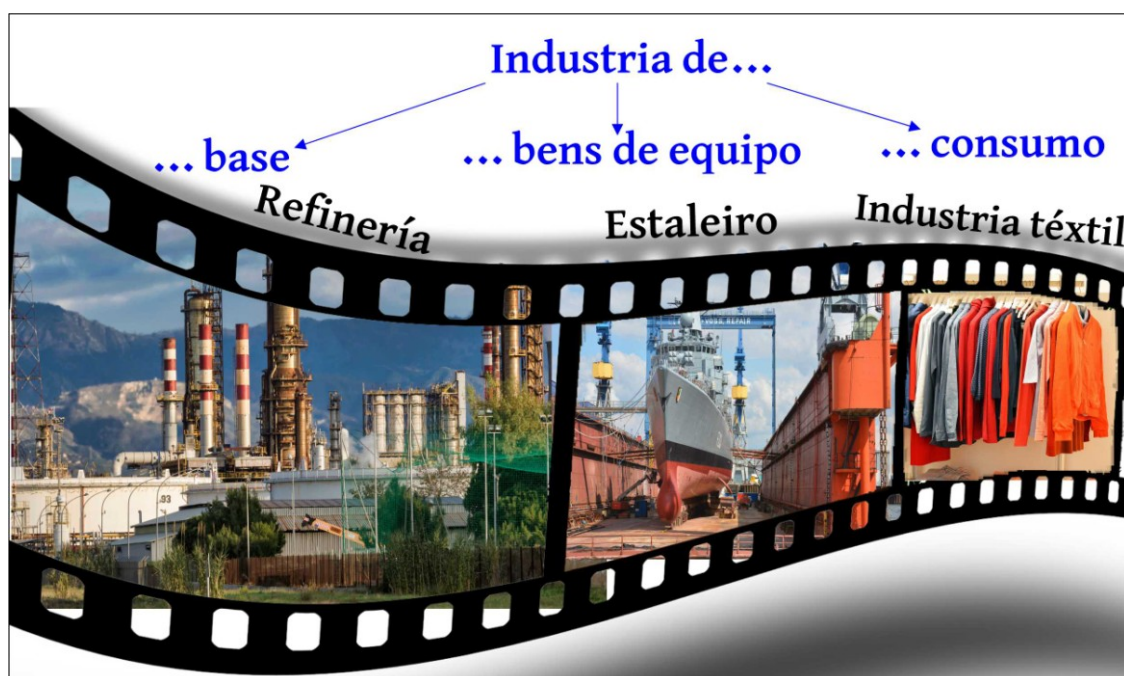 Industria de...
... base
... bens de equipo
... consumo
Refinería
Estaleiro
Industria téxtil